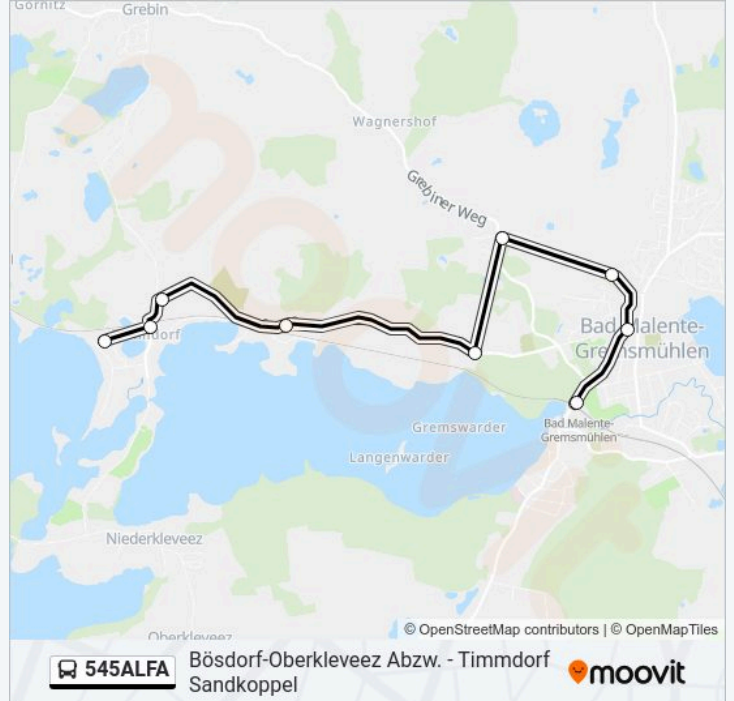 Görnitz
Grebin
Wagnershof
Grebiner Weg
Bad Malente-
Gremsmühlen
Bad Malente-
Gremsmühlen
Gremswarder
Langenwarder
Niederkleveez
Oberkleveez
© OpenStreetMap contributors | © OpenMapTiles
545ALFA
Bösdorf-Oberkleveez Abzw. - Timmdorf
Sandkoppel
moovit
moovit